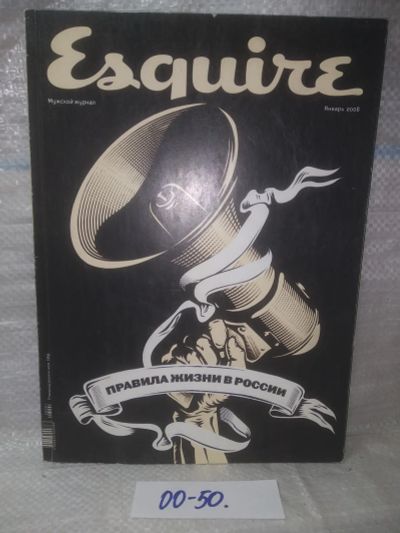 Esquire
Мужской журнал
Январь 2008
ПРАВИЛА ЖИЗНИ В РОССИИ
00-50.